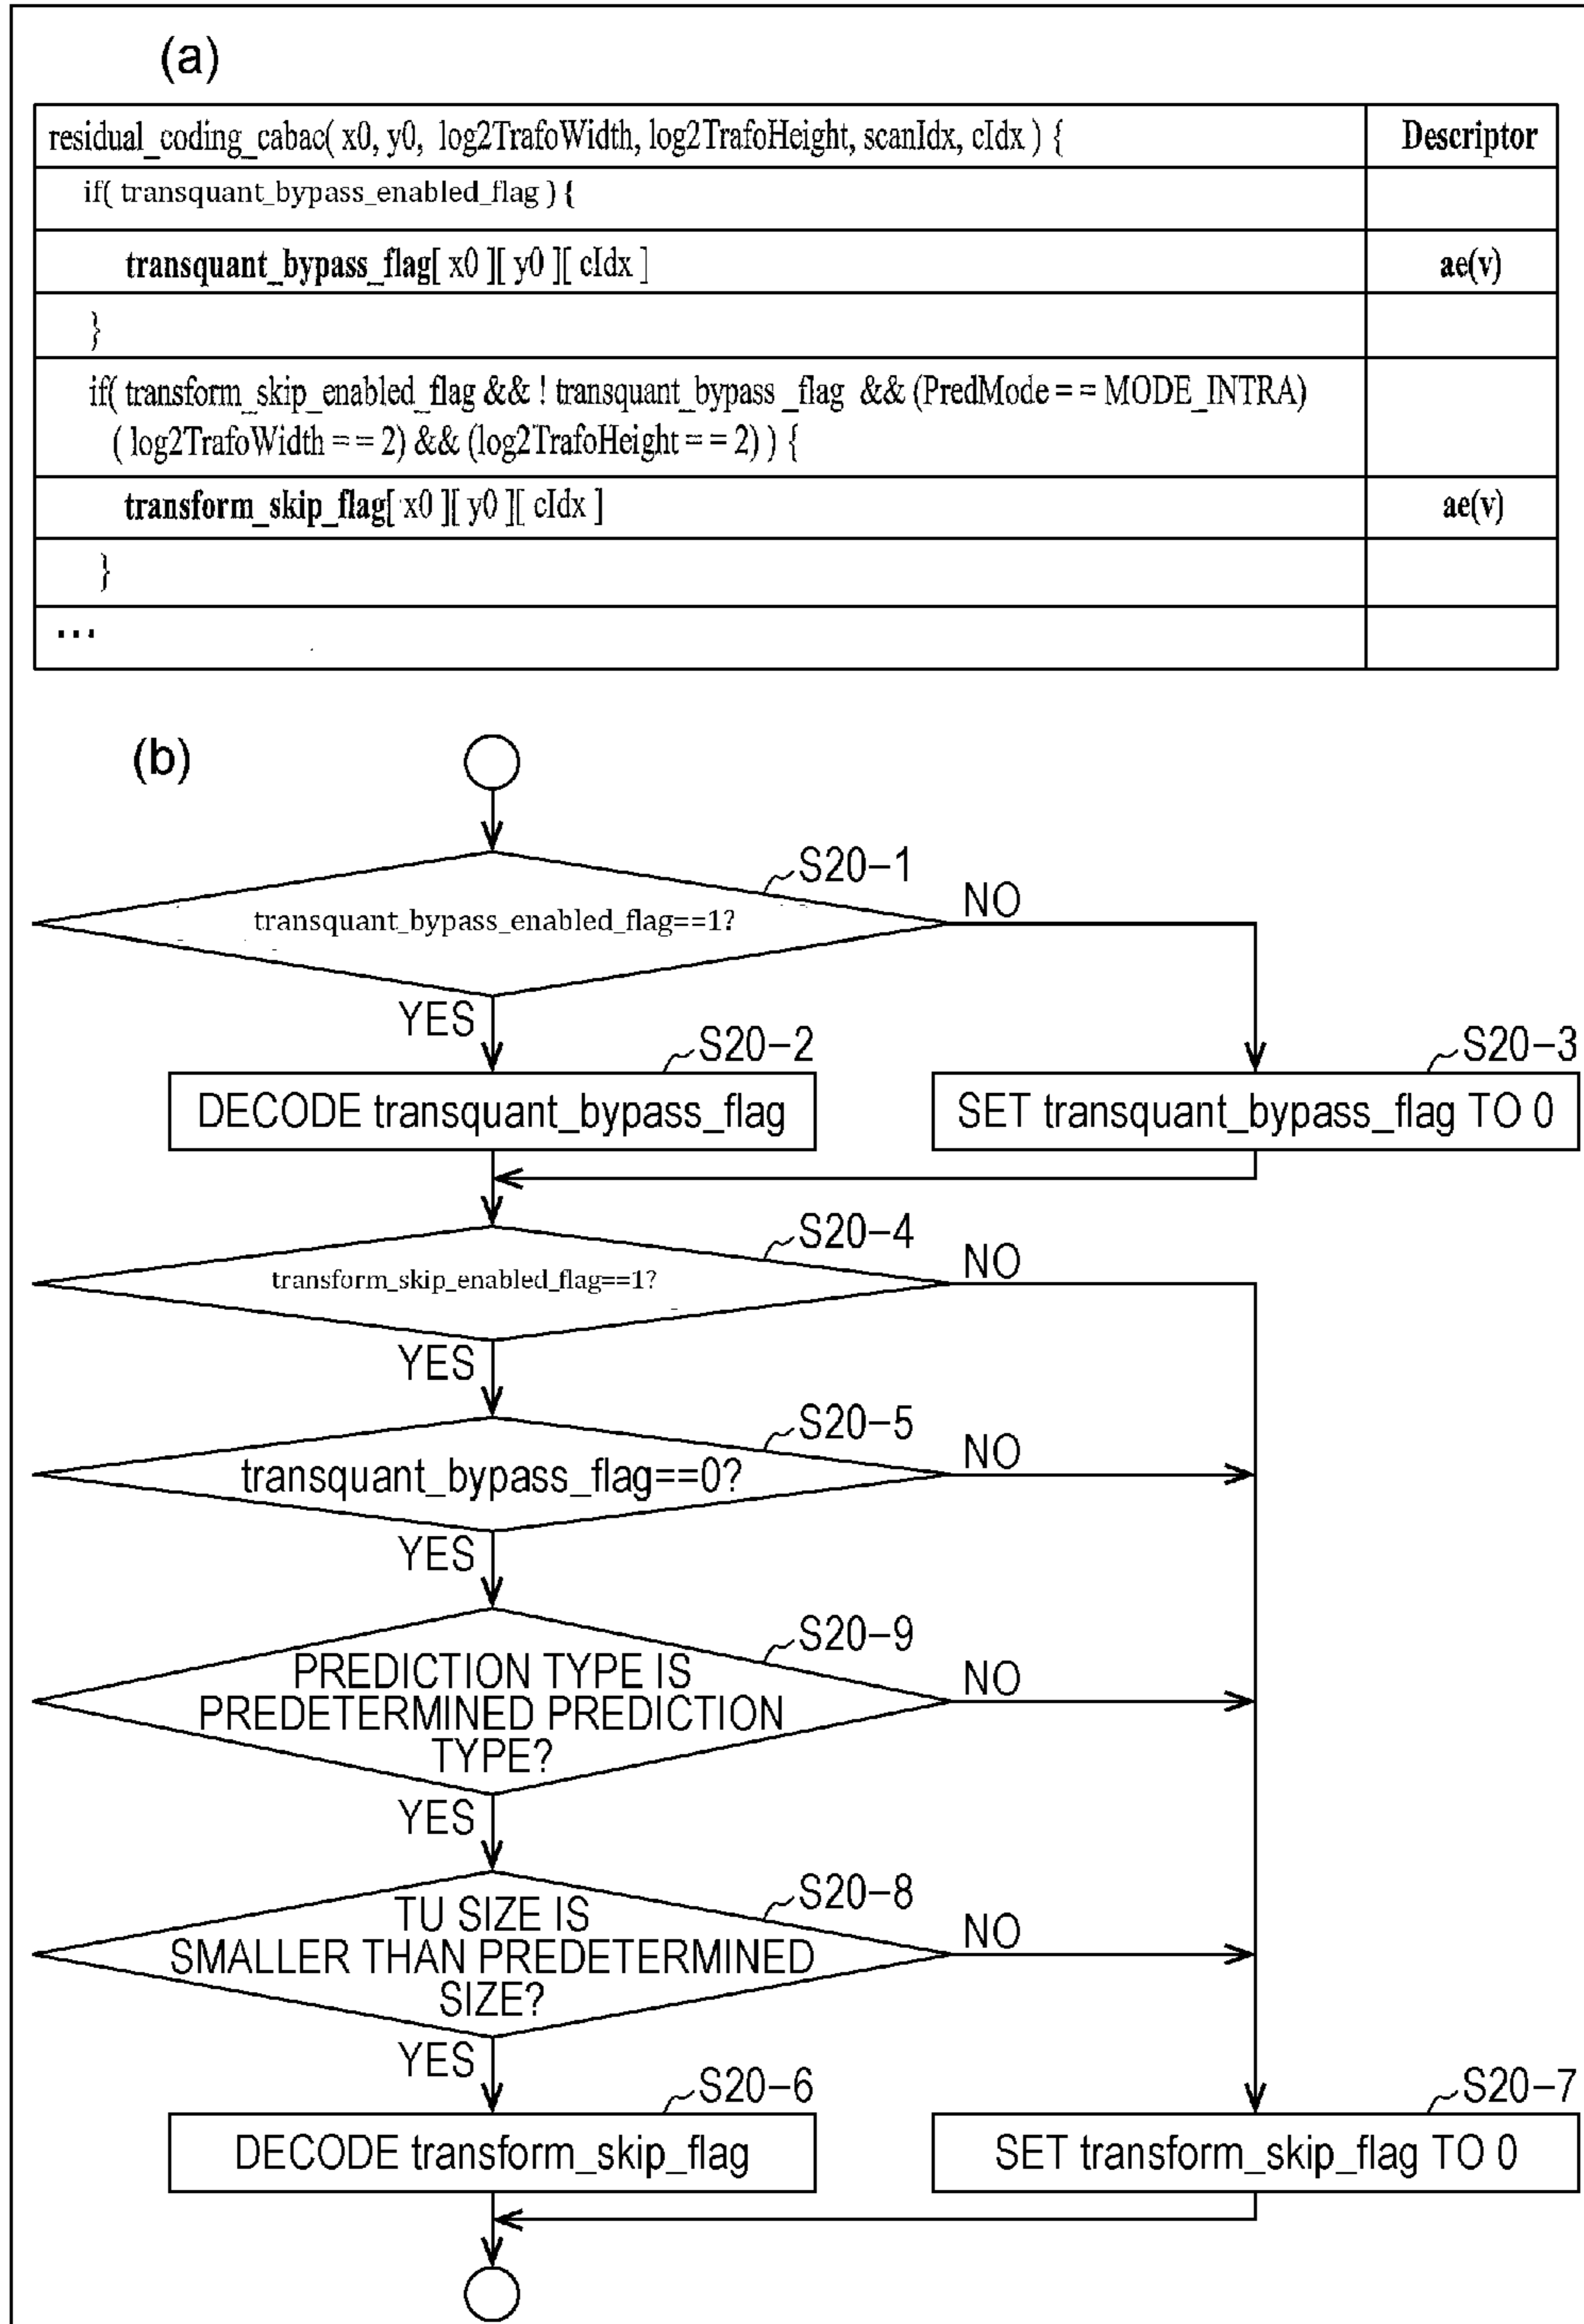 (a)
residual_coding_cabac( x0, y0, log2TrafoWidth, log2TrafoHeight, scanIdx, cIdx ) { Descriptor
if( transquant_bypass_enabled_flag ) {
transquant_bypass_flag[ x0 ][ y0 ][ cIdx ] ae(v)
}
if( transform_skip_enabled_flag && ! transquant_bypass _flag && (PredMode = = MODE_INTRA)
( log2TrafoWidth = = 2) && (log2TrafoHeight = = 2) ) {
transform_skip_flag[ x0 ][ y0 ][ cIdx ] ae(v)
}
...
(b)
S20-1
transquant_bypass_enabled_flag==1?
NO
YES
S20-2
S20-3
DECODE transquant_bypass_flag
SET transquant_bypass_flag TO 0
S20-4
transform_skip_enabled_flag==1?
NO
YES
S20-5
transquant_bypass_flag==0?
NO
YES
S20-9
PREDICTION TYPE IS
PREDETERMINED PREDICTION
TYPE?
NO
YES
S20-8
TU SIZE IS
SMALLER THAN PREDETERMINED
SIZE?
NO
YES
S20-6
S20-7
DECODE transform_skip_flag
SET transform_skip_flag TO 0